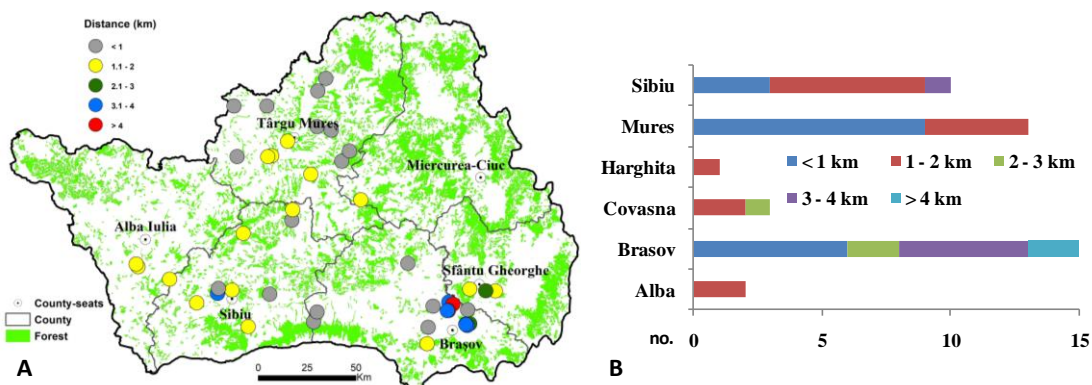 Distance (km)
< 1
1.1 - 2
2.1 - 3
3.1 - 4
> 4
Târgu Mures
Miercurea-Ciuc
Alba Iulia
Sfântu Gheorghe
Sibiu
Brașov
County-seats
County
Forest
0 25 50
Km
A
Sibiu
Mures
Harghita
Covasna
Brasov
Alba
< 1 km 1 - 2 km 2 - 3 km
3 - 4 km > 4 km
no. 0 5 10 15
B